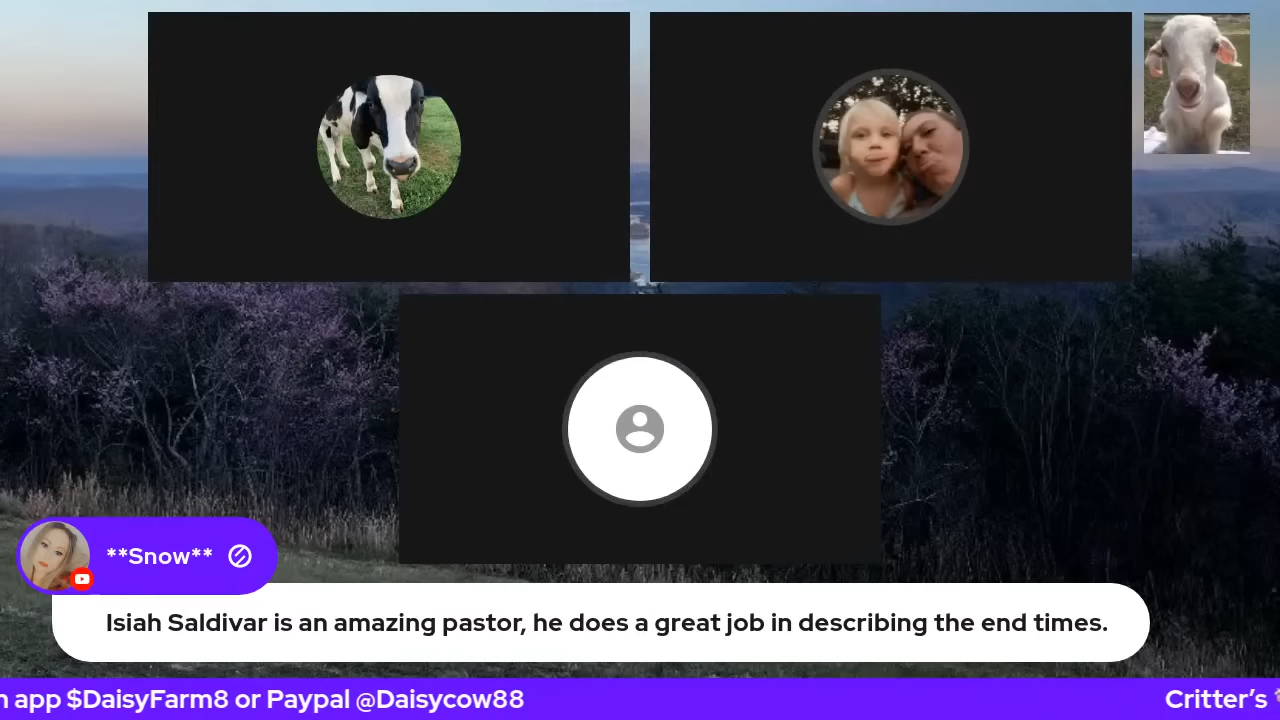 **Snow**
Isiah Saldivar is an amazing pastor, he does a great job in describing the end times.
app $DaisyFarm8 or Paypal @Daisycow88
Critter’s